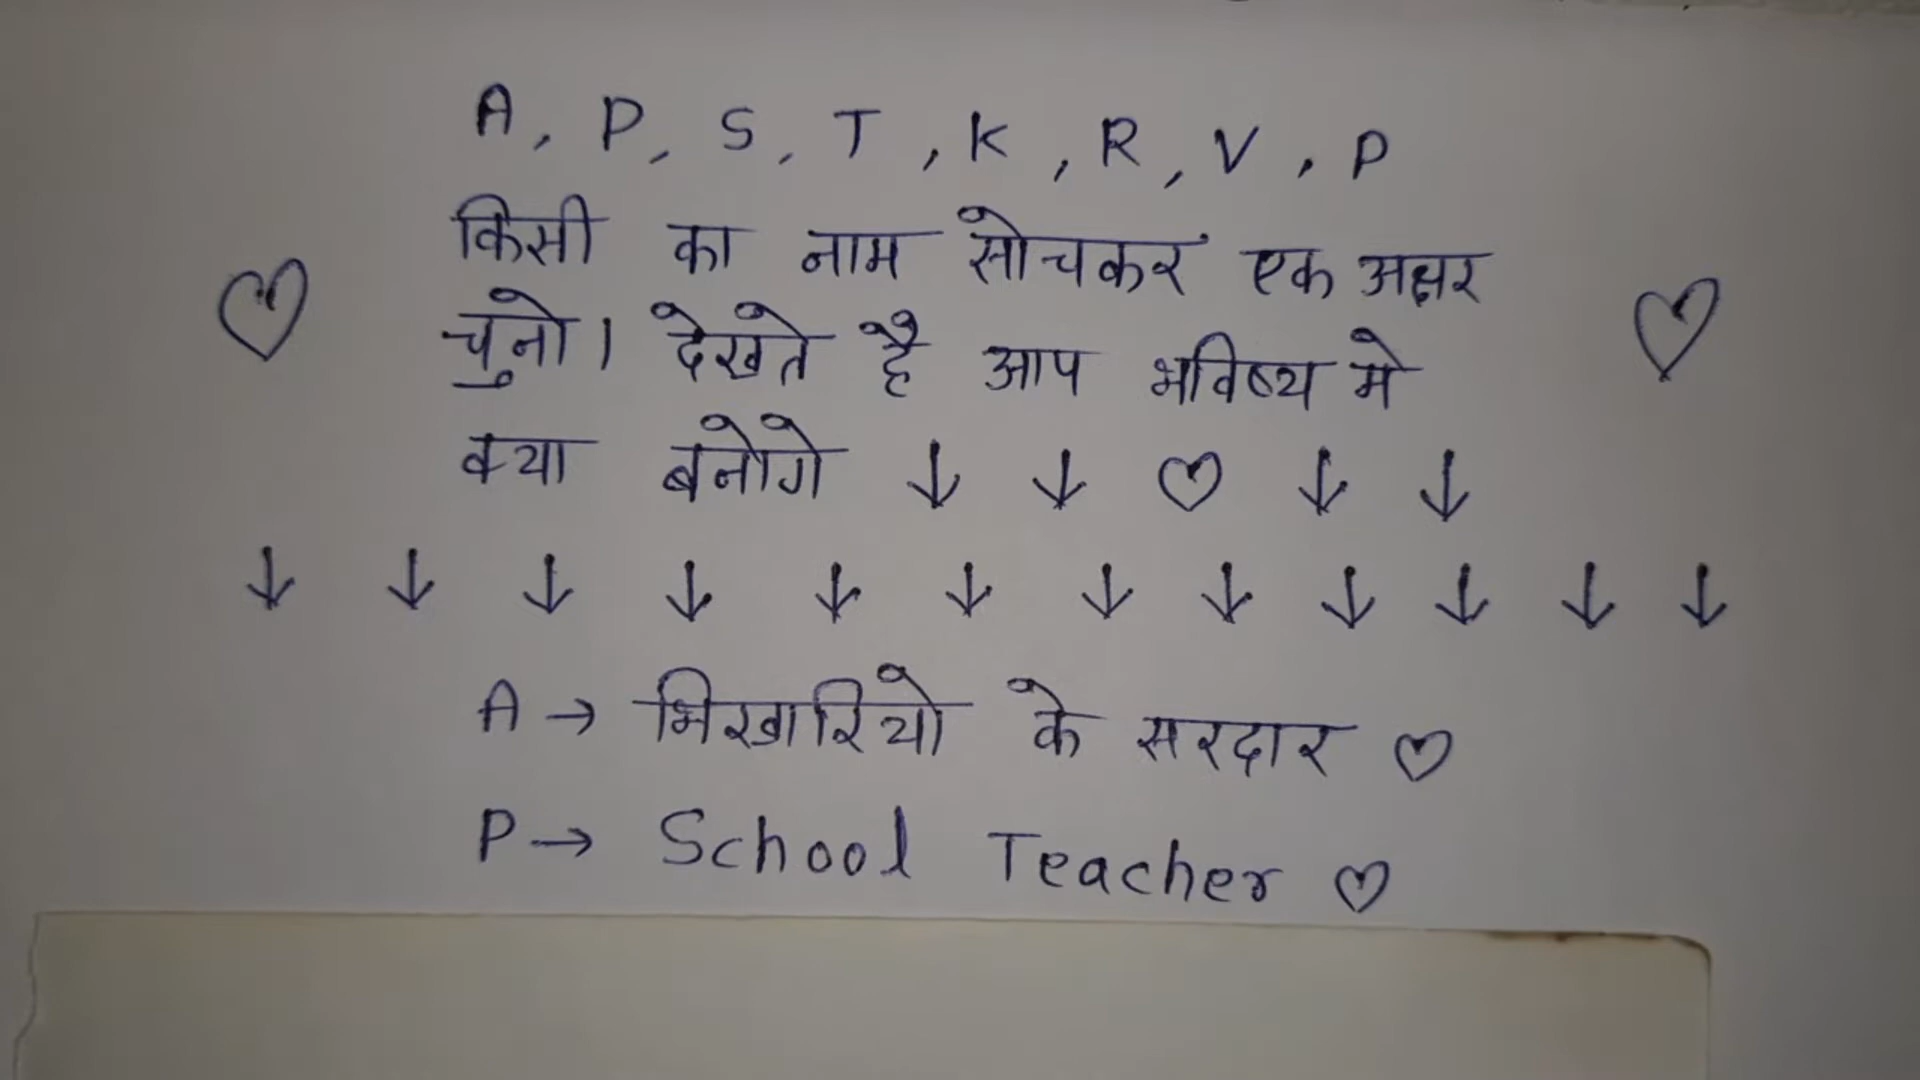 A, P, S, T, K, R, V, P
किसी का नाम सोचकर एक अक्षर
चुनो। देखते है आप भविष्य मे
क्या बनोगे ↓ ↓ ♡ ↓ ↓
↓ ↓ ↓ ↓ ↓ ↓ ↓ ↓ ↓ ↓ ↓ ↓
A → भिखारियो के सरदार ♡
P → School Teacher ♡